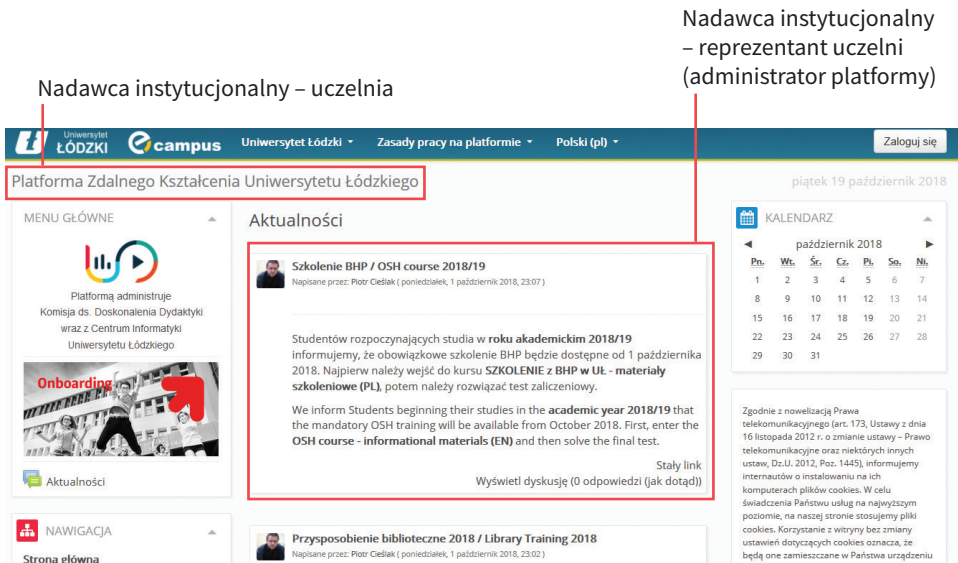 Nadawca instytucjonalny
– reprezentant uczelni
(administrator platformy)
Nadawca instytucjonalny – uczelnia
Uniwersytet
ŁÓDZKI
campus
Uniwersytet Łódzki
Zasady pracy na platformie
Polski (pl)
Zaloguj się
Platforma Zdalnego Kształcenia Uniwersytetu Łódzkiego
piątek 19 październik 2018
MENU GŁÓWNE
Platformą administruje
Komisja ds. Doskonalenia Dydaktyki
wraz z Centrum Informatyki
Uniwersytetu Łódzkiego
Onboarding
Aktualności
NAWIGACJA
Strona główna
Aktualności
Szkolenie BHP / OSH course 2018/19
Napisane przez: Piotr Cieślak ( poniedziałek, 1 październik 2018, 23:07 )
Studentów rozpoczynających studia w roku akademickim 2018/19
informujemy, że obowiązkowe szkolenie BHP będzie dostępne od 1 października
2018. Najpierw należy wejść do kursu SZKOLENIE z BHP w UŁ - materiały
szkoleniowe (PL), potem należy rozwiązać test zaliczeniowy.
We inform Students beginning their studies in the academic year 2018/19 that
the mandatory OSH training will be available from October 2018. First, enter the
OSH course - informational materials (EN) and then solve the final test.
Stały link
Wyświetl dyskusję (0 odpowiedzi (jak dotąd))
Przysposobienie biblioteczne 2018 / Library Training 2018
Napisane przez: Piotr Cieślak ( poniedziałek, 1 październik 2018, 23:02 )
KALENDARZ
◄ październik 2018 ►
Pn. Wt. Śr. Cz. Pi. So. Ni.
1 2 3 4 5 6 7
8 9 10 11 12 13 14
15 16 17 18 19 20 21
22 23 24 25 26 27 28
29 30 31
Zgodnie z nowelizacją Prawa
telekomunikacyjnego (art. 173, Ustawy z dnia
16 listopada 2012 r. o zmianie ustawy – Prawo
telekomunikacyjne oraz niektórych innych
ustaw, Dz.U. 2012, Poz. 1445), informujemy
internautów o instalowaniu na ich
komputerach plików cookies. W celu
świadczenia Państwu usług na najwyższym
poziomie, na naszej stronie stosujemy pliki
cookies. Korzystanie z witryny bez zmiany
ustawień dotyczących cookies oznacza, że
będą one zamieszczane w Państwa urządzeniu